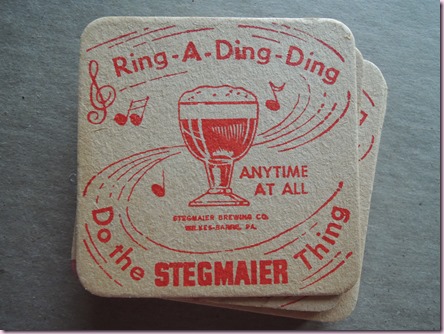 Ring-A-Ding-Ding
ANYTIME
AT ALL
STEGMAIER BREWING CO.
WILKES-BARRE, PA.
Do the STEGMAIER Thing